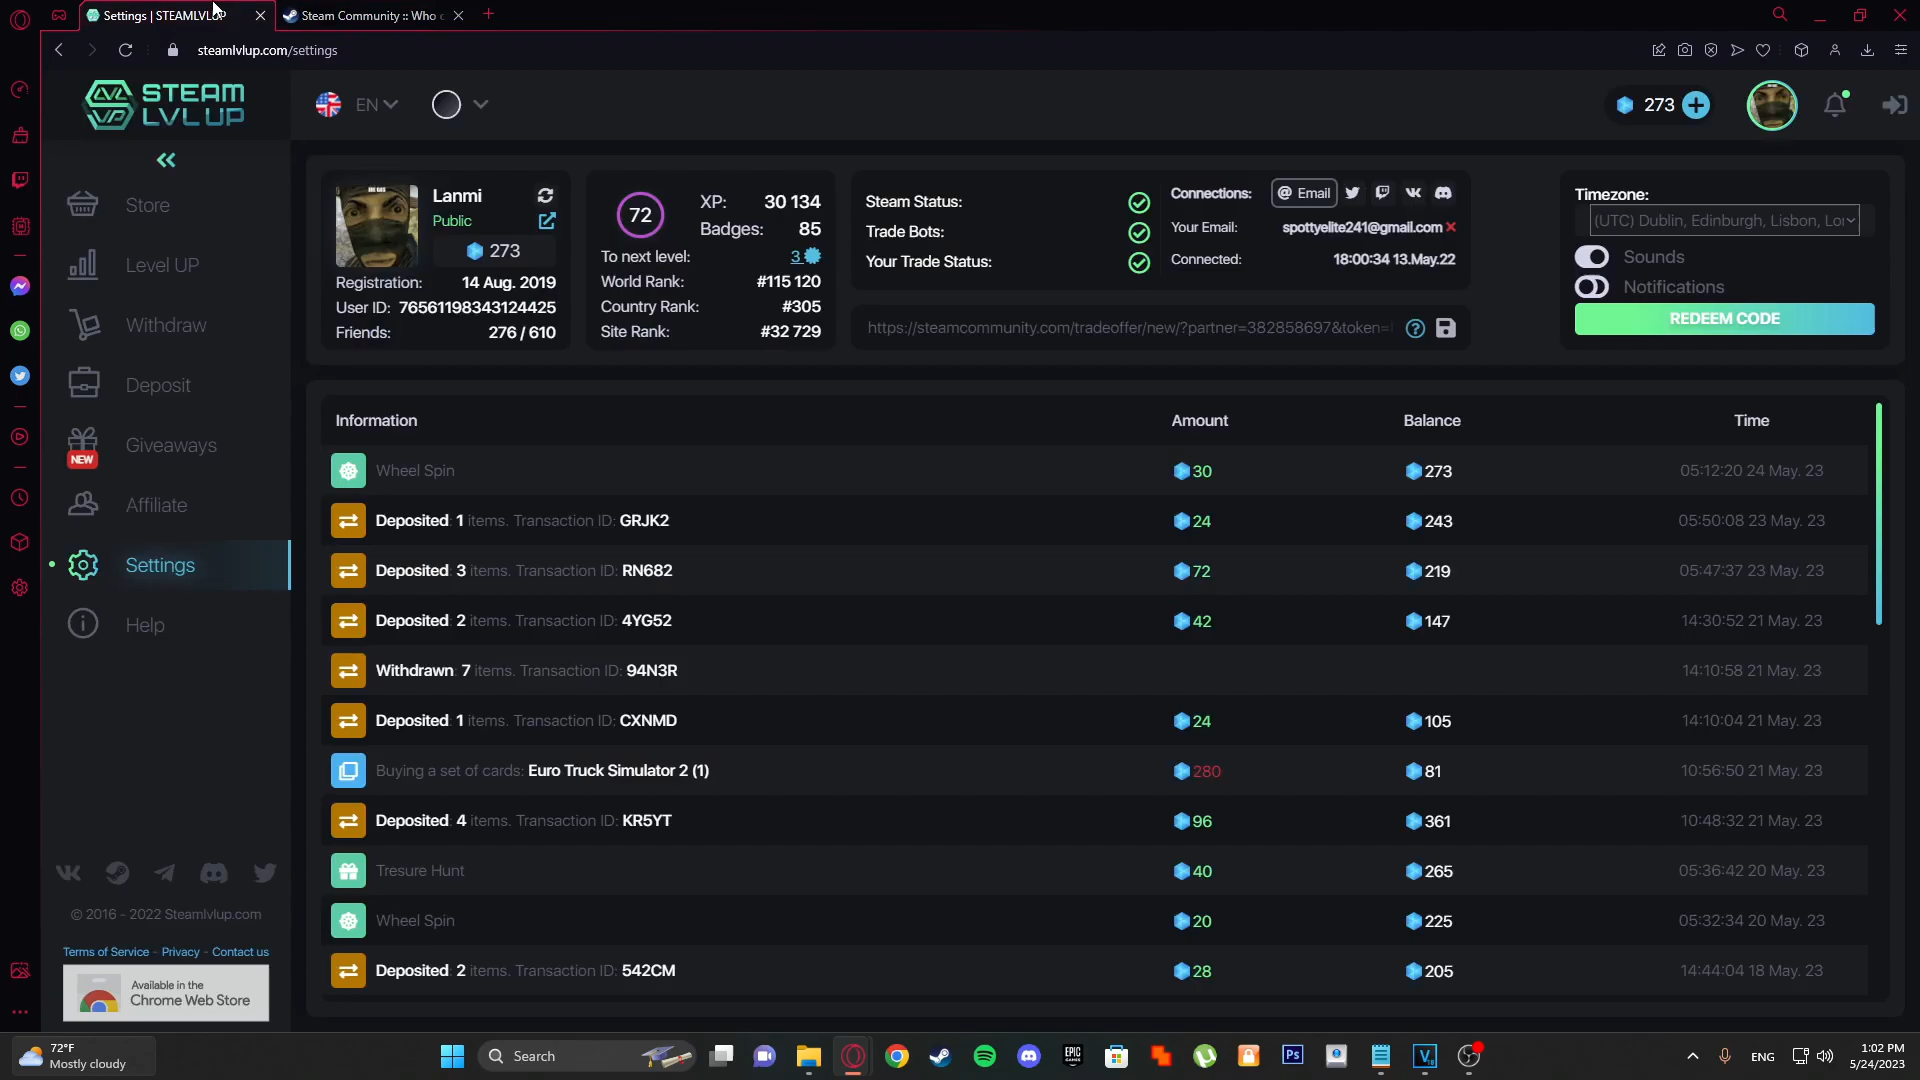 Settings | STEAMLVLUP
Steam Community :: Who
steamlvlup.com/settings
STEAM
LVLUP
LVL
VP
EN
273
Store
Level UP
Withdraw
Deposit
Giveaways
NEW
Affiliate
Settings
Help
© 2016 - 2022 Steamlvlup.com
Terms of Service - Privacy - Contact us
Available in the
Chrome Web Store
Lanmi
Public
273
Registration: 14 Aug. 2019
User ID: 76561198343124425
Friends: 276 / 610
72
XP: 30 134
Badges: 85
To next level: 3
World Rank: #115 120
Country Rank: #305
Site Rank: #32 729
Steam Status:
Trade Bots:
Your Trade Status:
Connections: @ Email
Your Email: spottyelite241@gmail.com
Connected: 18:00:34 13.May.22
https://steamcommunity.com/tradeoffer/new/?partner=382858697&token=
Timezone:
(UTC) Dublin, Edinburgh, Lisbon, Lor
Sounds
Notifications
REDEEM CODE
Information Amount Balance Time
Wheel Spin 30 273 05:12:20 24 May. 23
Deposited: 1 items. Transaction ID: GRJK2 24 243 05:50:08 23 May. 23
Deposited: 3 items. Transaction ID: RN682 72 219 05:47:37 23 May. 23
Deposited: 2 items. Transaction ID: 4YG52 42 147 14:30:52 21 May. 23
Withdrawn: 7 items. Transaction ID: 94N3R 14:10:58 21 May. 23
Deposited: 1 items. Transaction ID: CXNMD 24 105 14:10:04 21 May. 23
Buying a set of cards: Euro Truck Simulator 2 (1) 280 81 10:56:50 21 May. 23
Deposited: 4 items. Transaction ID: KR5YT 96 361 10:48:32 21 May. 23
Tresure Hunt 40 265 05:36:42 20 May. 23
Wheel Spin 20 225 05:32:34 20 May. 23
Deposited: 2 items. Transaction ID: 542CM 28 205 14:44:04 18 May. 23
72°F
Mostly cloudy
Search
EPIC
GAMES
Ps
ENG
1:02 PM
5/24/2023